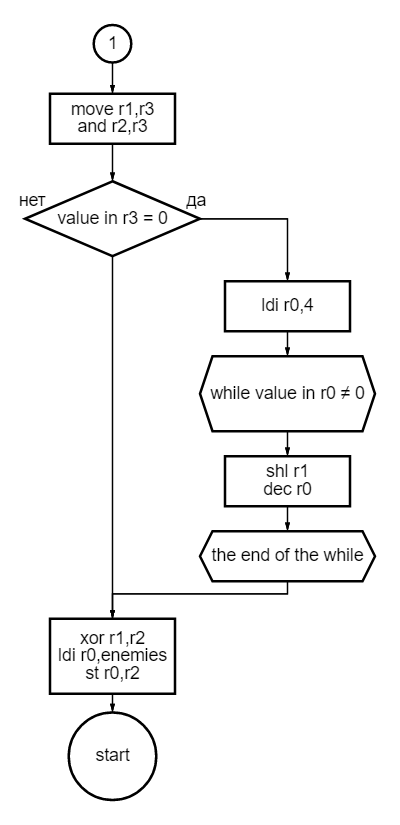 1
move r1,r3
and r2,r3
нет
да
value in r3 = 0
ldi r0,4
while value in r0 ≠ 0
shl r1
dec r0
the end of the while
xor r1,r2
ldi r0,enemies
st r0,r2
start